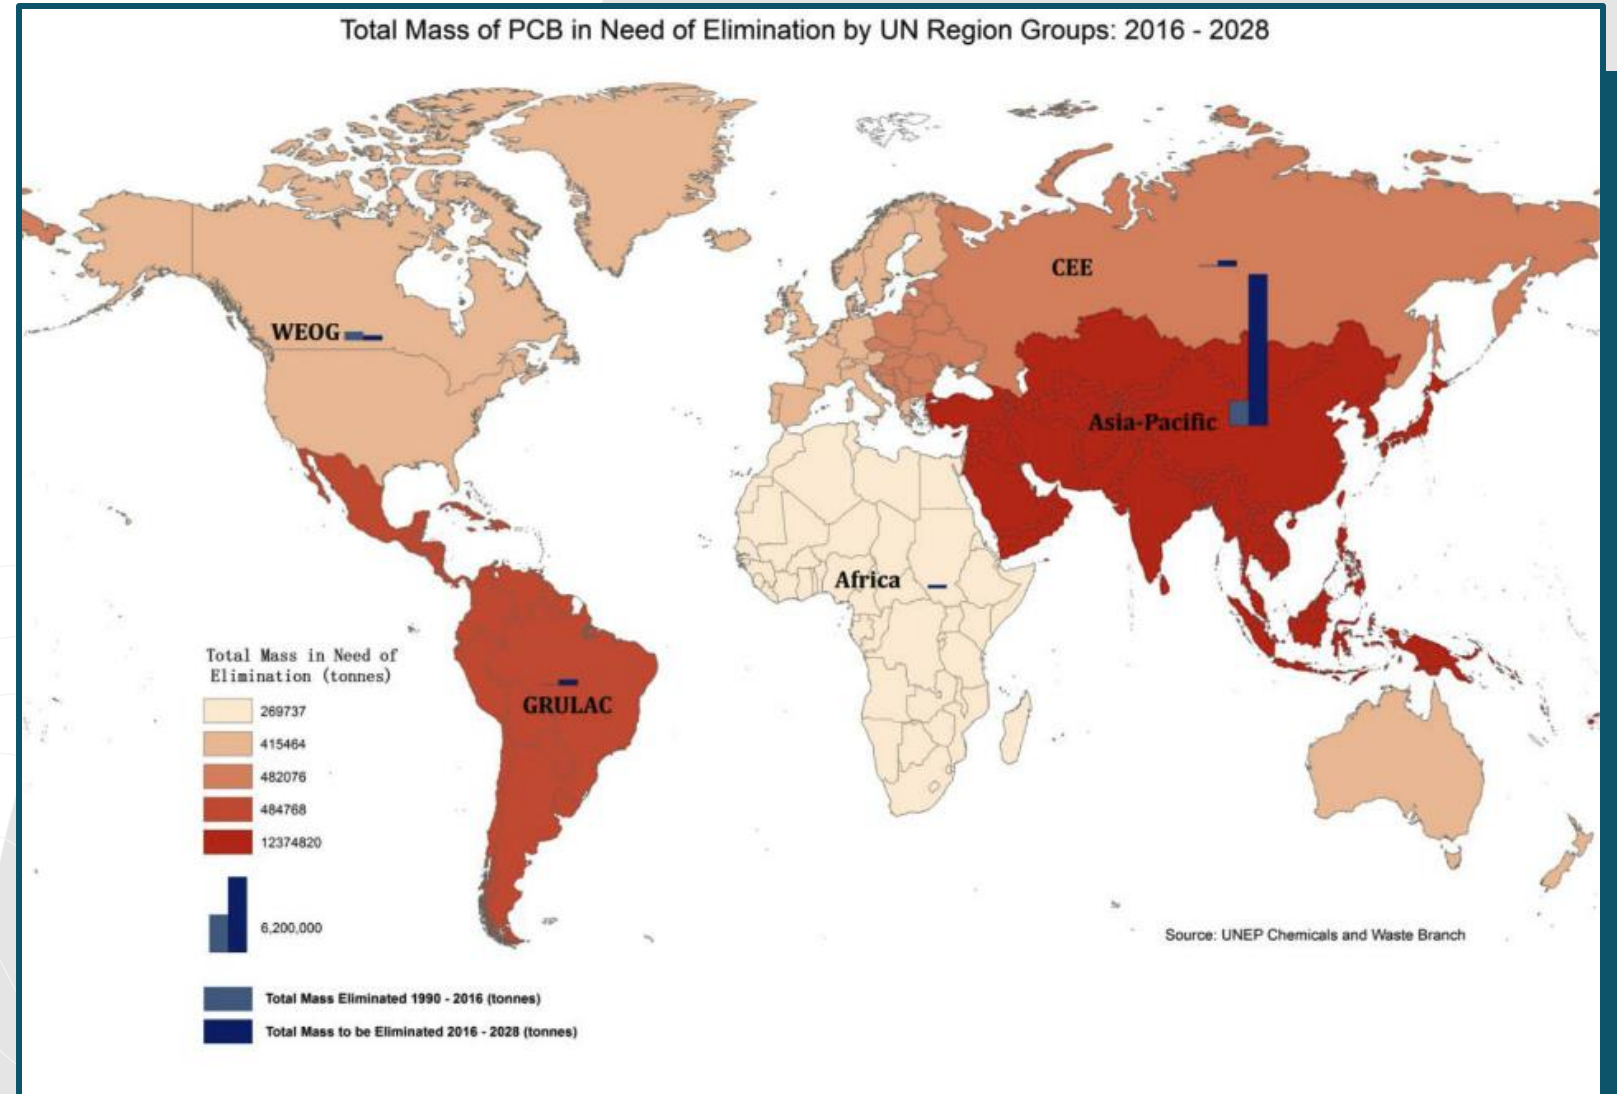 Total Mass of PCB in Need of Elimination by UN Region Groups: 2016 - 2028
CEE
WEOG
Asia-Pacific
Africa
GRULAC
Total Mass in Need of
Elimination (tonnes)
269737
415464
482076
484768
12374820
6,200,000
Total Mass Eliminated 1990 - 2016 (tonnes)
Total Mass to be Eliminated 2016 - 2028 (tonnes)
Source: UNEP Chemicals and Waste Branch